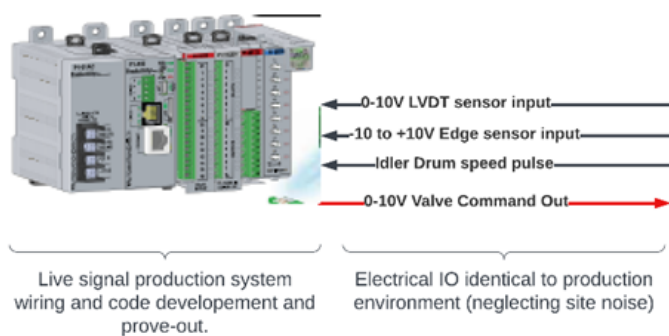 0-10V LVDT sensor input
-10 to +10V Edge sensor input
Idler Drum speed pulse
0-10V Valve Command Out
Live signal production system
wiring and code developement and
prove-out.
Electrical IO identical to production
environment (neglecting site noise)